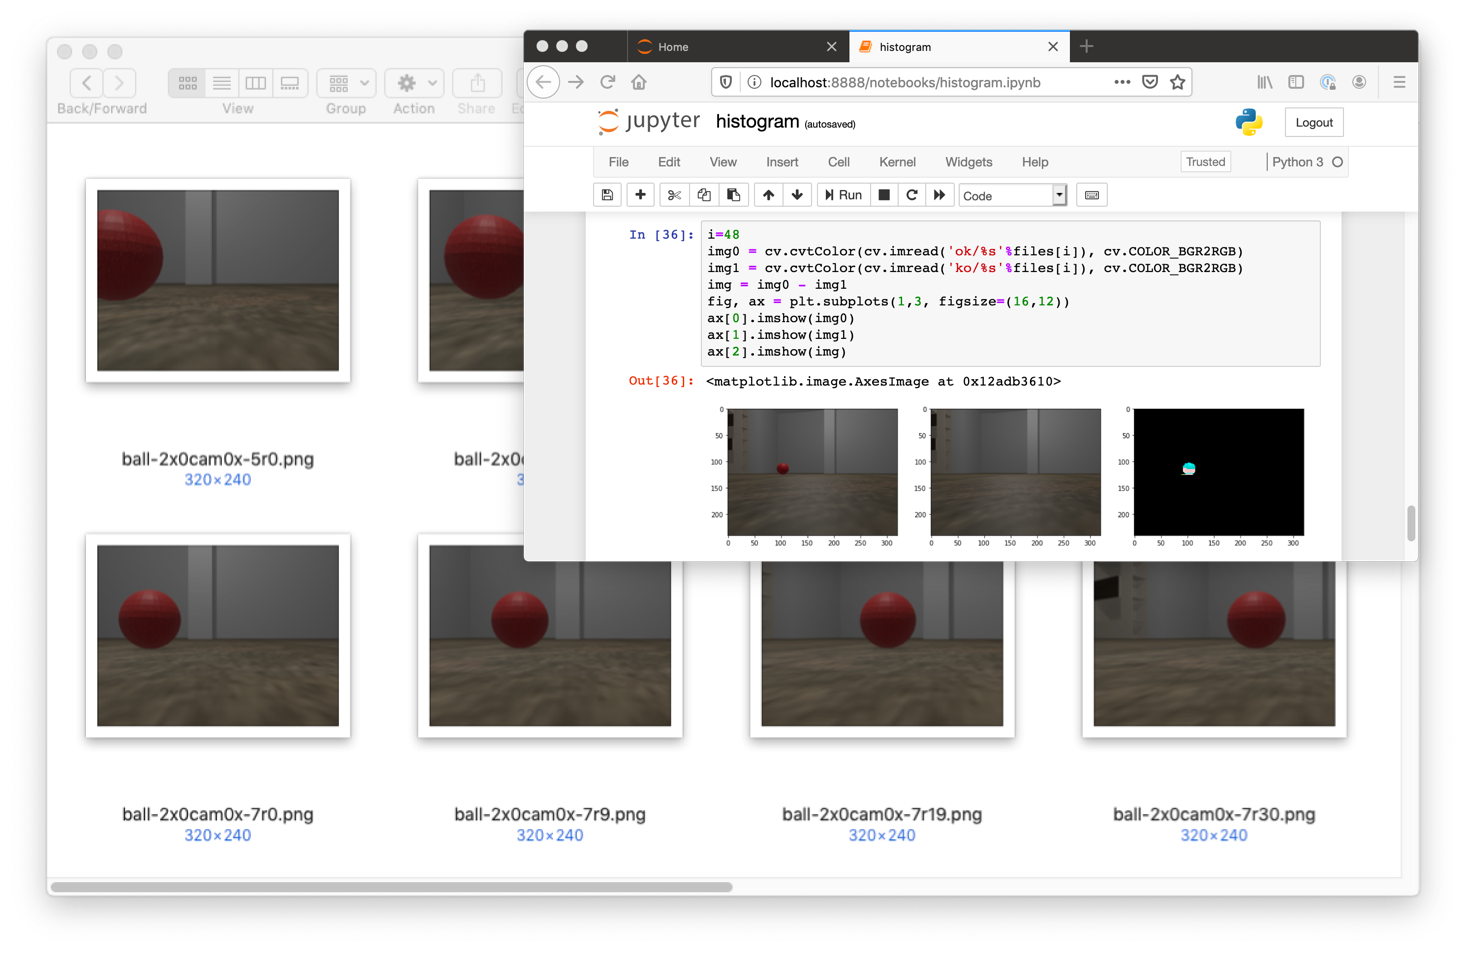 Home
histogram
localhost:8888/notebooks/histogram.ipynb
Back/Forward
View
Group
Action
Share
jupyter histogram (autosaved)
Logout
File Edit View Insert Cell Kernel Widgets Help
Trusted
Python 3
Run
Code
In [36]:
i=48
img0 = cv.cvtColor(cv.imread('ok/%s'%files[i]), cv.COLOR_BGR2RGB)
img1 = cv.cvtColor(cv.imread('ko/%s'%files[i]), cv.COLOR_BGR2RGB)
img = img0 - img1
fig, ax = plt.subplots(1,3, figsize=(16,12))
ax[0].imshow(img0)
ax[1].imshow(img1)
ax[2].imshow(img)
Out[36]:
<matplotlib.image.AxesImage at 0x12adb3610>
0
50
100
150
200
0 50 100 150 200 250 300
0
50
100
150
200
0 50 100 150 200 250 300
0
50
100
150
200
0 50 100 150 200 250 300
ball-2x0cam0x-5r0.png
320×240
ball-2x0
ball-2x0cam0x-7r0.png
320×240
ball-2x0cam0x-7r9.png
320×240
ball-2x0cam0x-7r19.png
320×240
ball-2x0cam0x-7r30.png
320×240